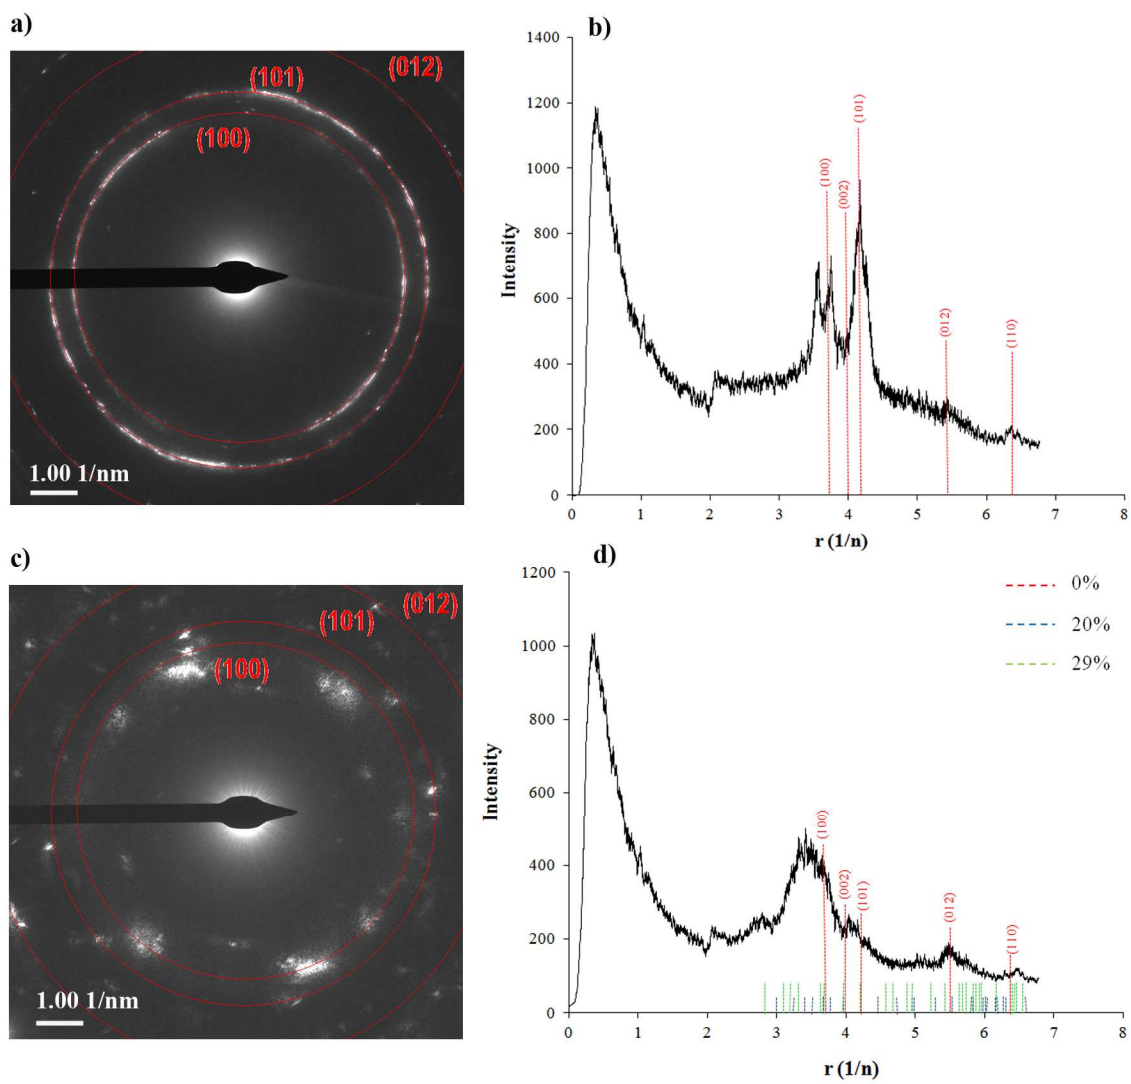 a)
(012)
(101)
(100)
1.00 1/nm
b)
1400
1200
1000
800
600
400
200
0
Intensity
(100)
(002)
(101)
(012)
(110)
0 1 2 3 4 5 6 7 8
r (1/n)
c)
(012)
(101)
(100)
1.00 1/nm
d)
1200
1000
800
600
400
200
0
Intensity
0%
20%
29%
(100)
(002)
(101)
(012)
(110)
0 1 2 3 4 5 6 7 8
r (1/n)